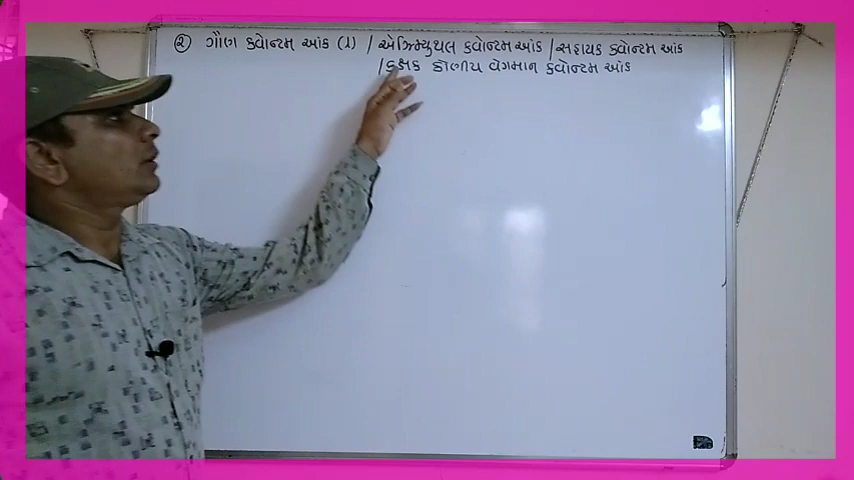 ૨ ગૌણ ક્વોન્ટમ આંક (l) / એઝિમ્યુથલ ક્વોન્ટમ આંક / સહાયક ક્વોન્ટમ આંક
/ કક્ષક કોણીય વેગમાન ક્વોન્ટમ આંક